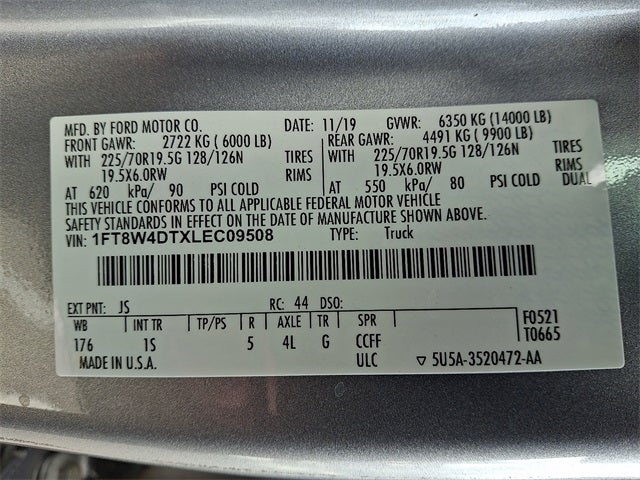 MFD. BY FORD MOTOR CO. DATE: 11/19 GVWR: 6350 KG (14000 LB)
FRONT GAWR: 2722 KG (6000 LB) REAR GAWR: 4491 KG (9900 LB)
WITH 225/70R19.5G 128/126N TIRES WITH 225/70R19.5G 128/126N TIRES
19.5X6.0RW RIMS 19.5X6.0RW RIMS
AT 620 kPa/ 90 PSI COLD AT 550 kPa/ 80 PSI COLD DUAL
THIS VEHICLE CONFORMS TO ALL APPLICABLE FEDERAL MOTOR VEHICLE
SAFETY STANDARDS IN EFFECT ON THE DATE OF MANUFACTURE SHOWN ABOVE.
VIN: 1FT8W4DTXLEC09508 TYPE: Truck
EXT PNT: JS RC: 44 DSO:
WB INT TR TP/PS R AXLE TR SPR F0521
176 1S 5 4L G CCFF T0665
MADE IN U.S.A. ULC ▽ 5U5A-3520472-AA